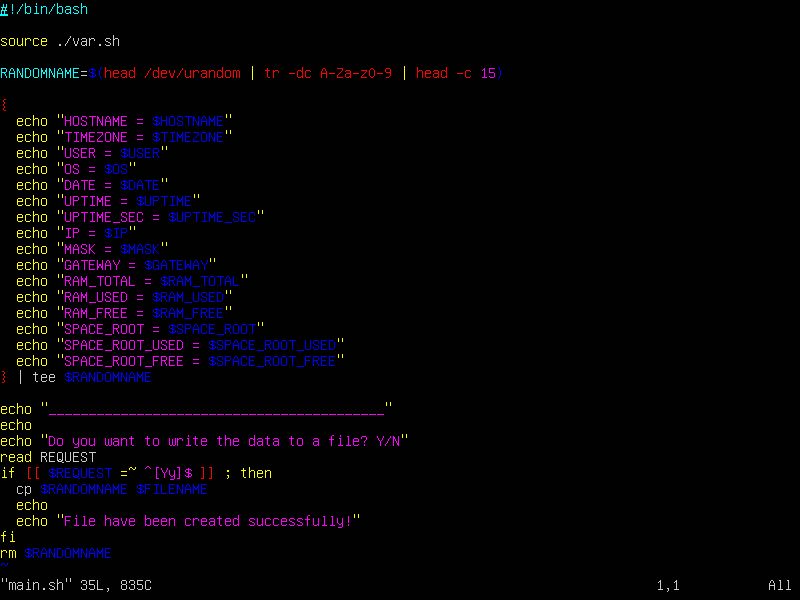 #!/bin/bash
source ./var.sh
RANDOMNAME=$(head /dev/urandom | tr -dc A-Za-z0-9 | head -c 15)
{
  echo "HOSTNAME = $HOSTNAME"
  echo "TIMEZONE = $TIMEZONE"
  echo "USER = $USER"
  echo "OS = $OS"
  echo "DATE = $DATE"
  echo "UPTIME = $UPTIME"
  echo "UPTIME_SEC = $UPTIME_SEC"
  echo "IP = $IP"
  echo "MASK = $MASK"
  echo "GATEWAY = $GATEWAY"
  echo "RAM_TOTAL = $RAM_TOTAL"
  echo "RAM_USED = $RAM_USED"
  echo "RAM_FREE = $RAM_FREE"
  echo "SPACE_ROOT = $SPACE_ROOT"
  echo "SPACE_ROOT_USED = $SPACE_ROOT_USED"
  echo "SPACE_ROOT_FREE = $SPACE_ROOT_FREE"
} | tee $RANDOMNAME
echo "__________________________________________"
echo
echo "Do you want to write the data to a file? Y/N"
read REQUEST
if [[ $REQUEST =~ ^[Yy]$ ]] ; then
  cp $RANDOMNAME $FILENAME
  echo
  echo "File have been created successfully!"
fi
rm $RANDOMNAME
~
"main.sh" 35L, 835C 1,1 All